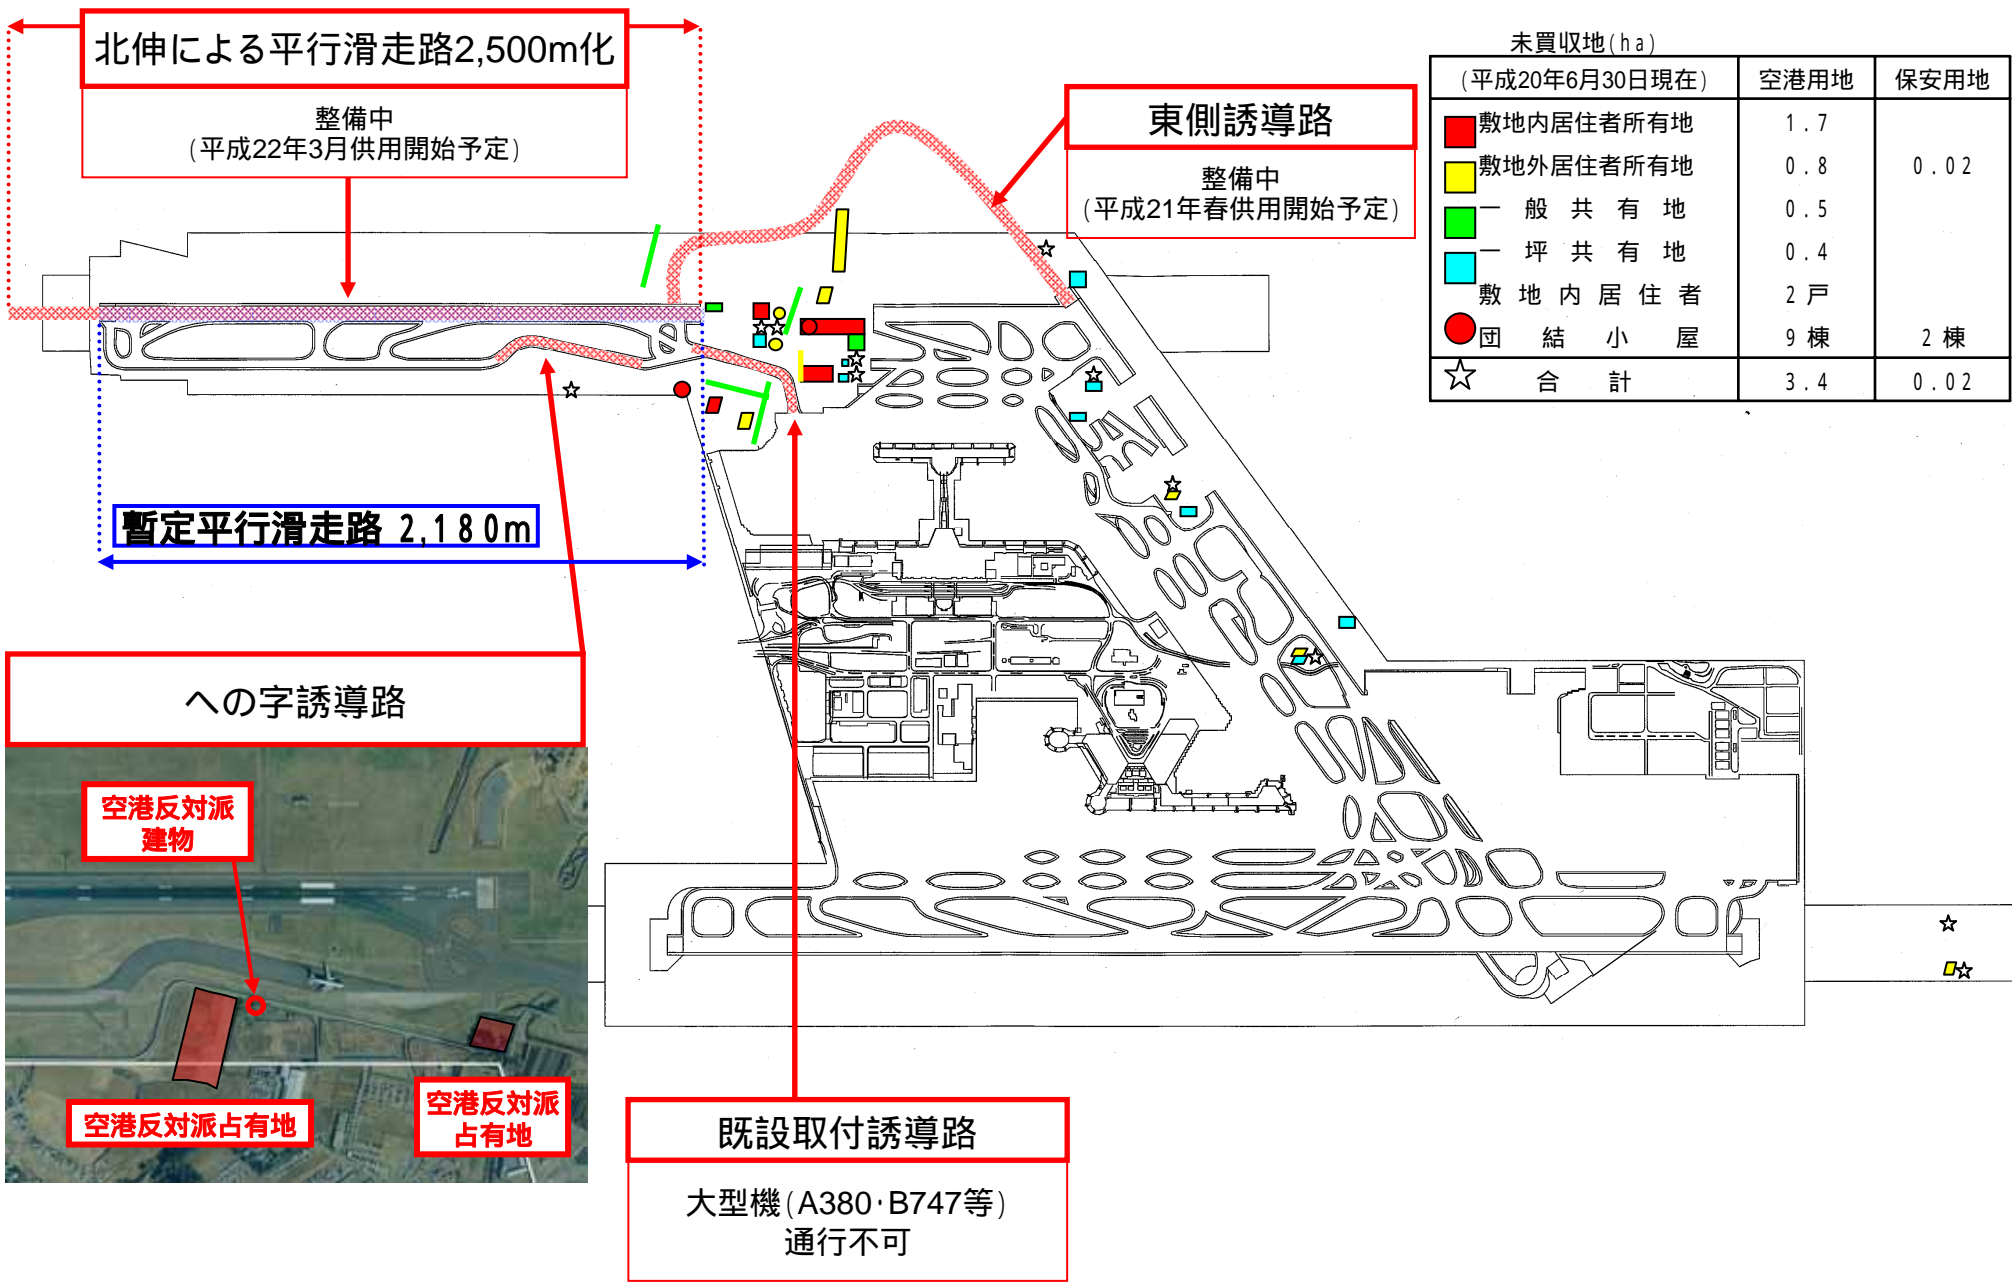 北伸による平行滑走路2,500m化
整備中
(平成22年3月供用開始予定)
東側誘導路
整備中
(平成21年春供用開始予定)
未買収地(ha)
(平成20年6月30日現在) 空港用地 保安用地
敷地内居住者所有地 1.7
敷地外居住者所有地 0.8 0.02
一般共有地 0.5
一坪共有地 0.4
敷地内居住者 2戸
団結小屋 9棟 2棟
合計 3.4 0.02
暫定平行滑走路 2,180m
への字誘導路
空港反対派
建物
空港反対派占有地
空港反対派
占有地
既設取付誘導路
大型機(A380・B747等)
通行不可